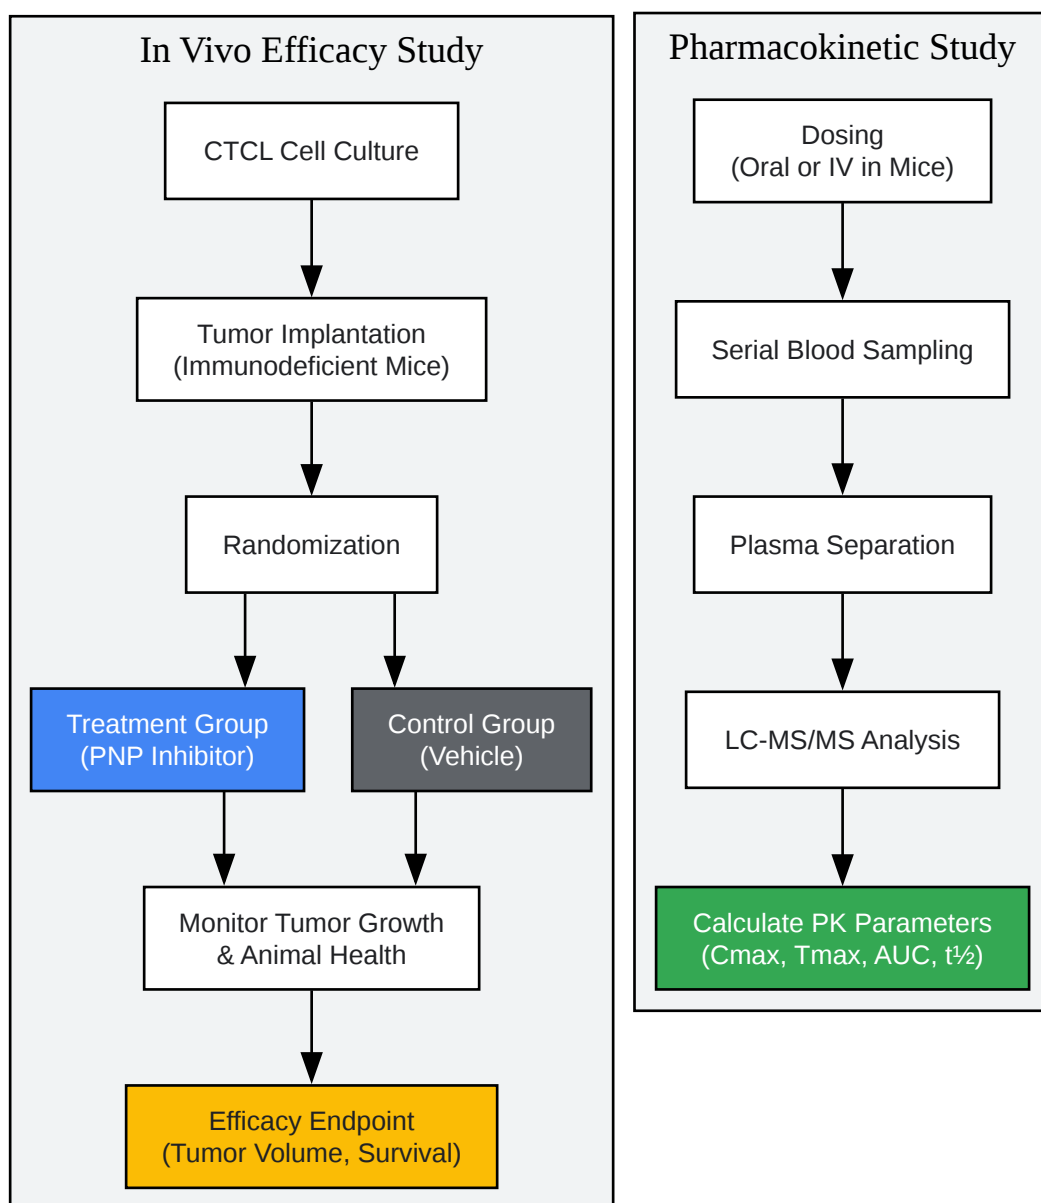 In Vivo Efficacy Study
CTCL Cell Culture
Tumor Implantation
(Immunodeficient Mice)
Randomization
Treatment Group
(PNP Inhibitor)
Control Group
(Vehicle)
Monitor Tumor Growth
& Animal Health
Efficacy Endpoint
(Tumor Volume, Survival)
Pharmacokinetic Study
Dosing
(Oral or IV in Mice)
Serial Blood Sampling
Plasma Separation
LC-MS/MS Analysis
Calculate PK Parameters
(Cmax, Tmax, AUC, t½)